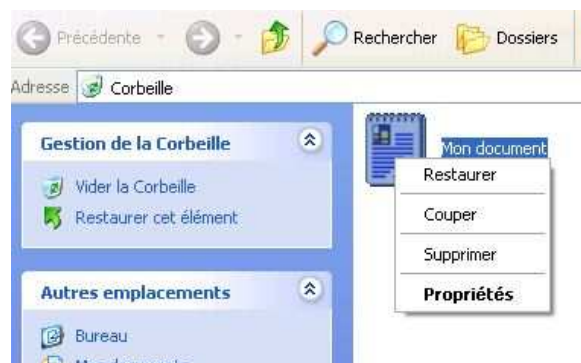 Précédente
Rechercher
Dossiers
Adresse
Corbeille
Gestion de la Corbeille
Vider la Corbeille
Restaurer cet élément
Autres emplacements
Bureau
Mon document
Restaurer
Couper
Supprimer
Propriétés